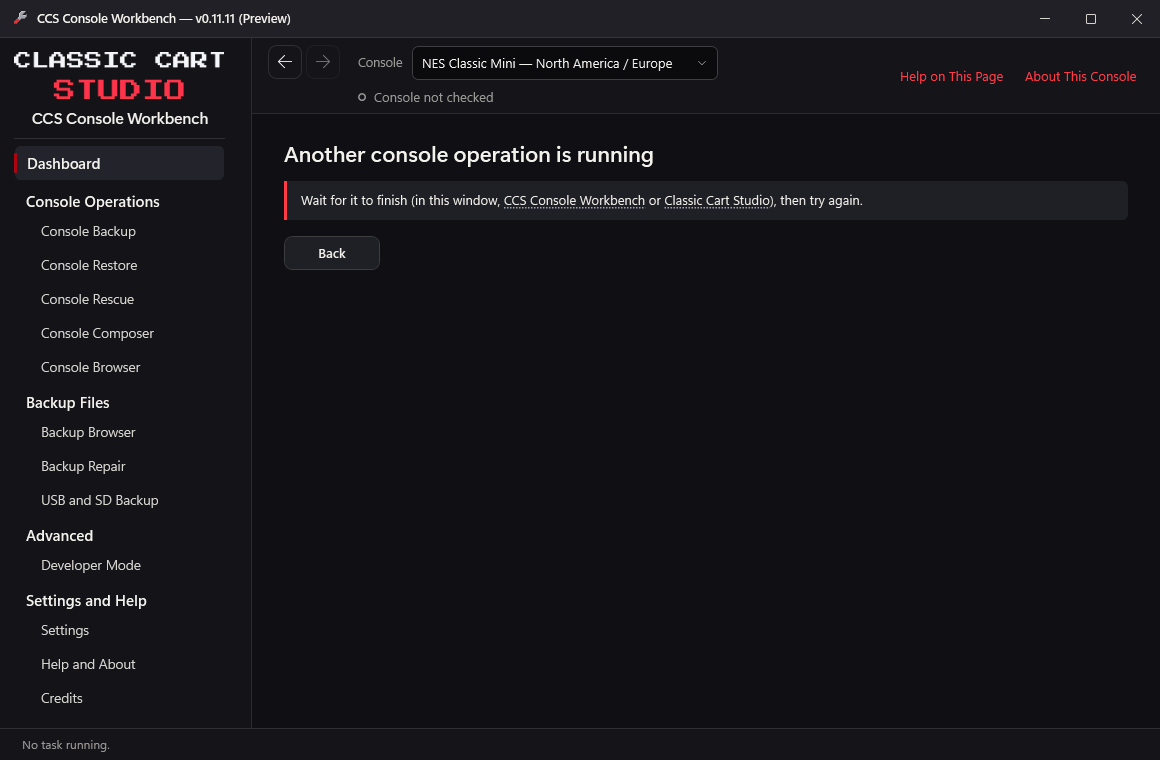 CCS Console Workbench — v0.11.11 (Preview)
CLASSIC CART
STUDIO
CCS Console Workbench
Dashboard
Console Operations
Console Backup
Console Restore
Console Rescue
Console Composer
Console Browser
Backup Files
Backup Browser
Backup Repair
USB and SD Backup
Advanced
Developer Mode
Settings and Help
Settings
Help and About
Credits
Console
NES Classic Mini — North America / Europe
Console not checked
Help on This Page
About This Console
Another console operation is running
Wait for it to finish (in this window, CCS Console Workbench or Classic Cart Studio), then try again.
Back
No task running.